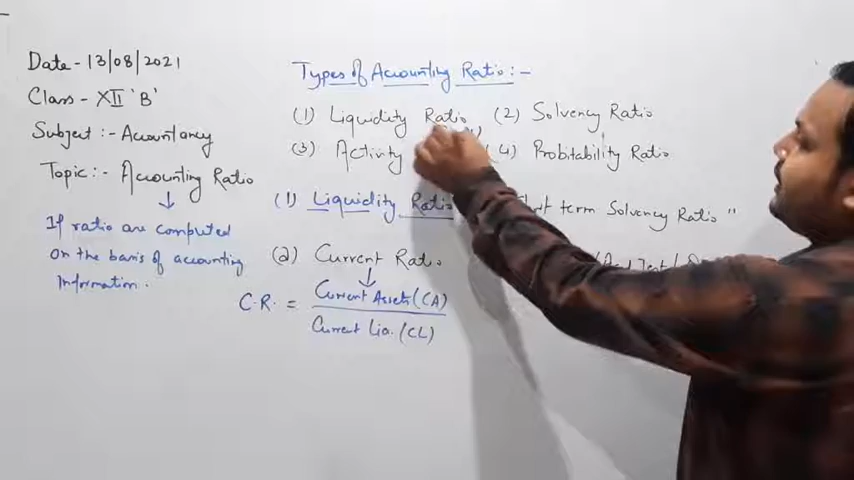 Date - 13/08/2021
Class - XII 'B'
Subject :- Accountancy
Topic :- Accounting Ratio
If ratio are computed
on the basis of accounting
Information.
Types of Accounting Ratio :-
(1) Liquidity Ratio (2) Solvency Ratio
(3) Activity (4) Probitability Ratio
(1) Liquidity Ratio term Solvency Ratio "
(a) Current Ratio.
C.R. = Current Assets (CA)
Current Lia. (CL)